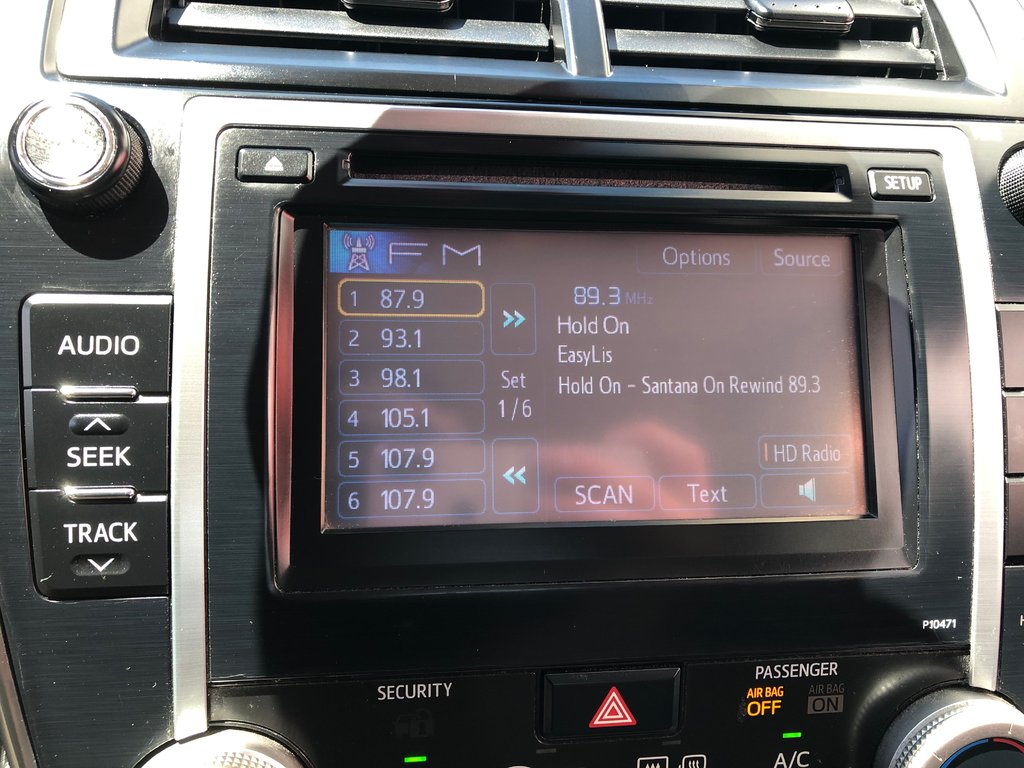 SETUP
FM
Options
Source
1 87.9
2 93.1
3 98.1
4 105.1
5 107.9
6 107.9
Set
1/6
89.3 MHz
Hold On
EasyLis
Hold On - Santana On Rewind 89.3
HD Radio
SCAN
Text
AUDIO
SEEK
TRACK
P10471
SECURITY
PASSENGER
AIR BAG
OFF
AIR BAG
ON
A/C